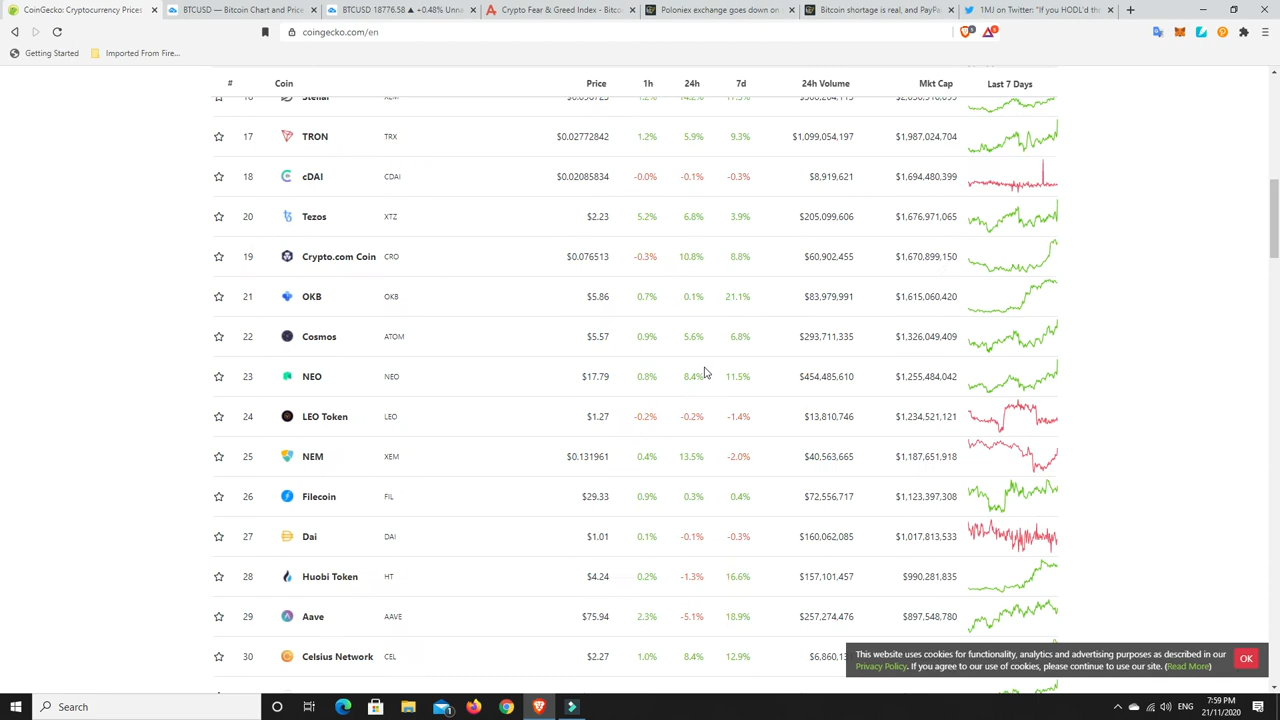 CoinGecko: Cryptocurrency Prices
BTCUSD — Bitcoin Chart and Price
BTCUSD 18776.58 ▲ +0.48% Unna
Crypto Fear & Greed Index - Bitco
Poloniex exchange goes down on
Bitcoin shortage is real, and PayPa
1MJ on Twitter: "If you HODL'd th
coingecko.com/en
Getting Started
Imported From Fire...
# Coin Price 1h 24h 7d 24h Volume Mkt Cap Last 7 Days
Stellar XLM
17 TRON TRX $0.02772842 1.2% 5.9% 9.3% $1,099,054,197 $1,987,024,704
18 cDAI CDAI $0.02085834 -0.0% -0.1% -0.3% $8,919,621 $1,694,480,399
20 Tezos XTZ $2.23 5.2% 6.8% 3.9% $205,099,606 $1,676,971,065
19 Crypto.com Coin CRO $0.076513 -0.3% 10.8% 8.8% $60,902,455 $1,670,899,150
21 OKB OKB $5.86 0.7% 0.1% 21.1% $83,979,991 $1,615,060,420
22 Cosmos ATOM $5.57 0.9% 5.6% 6.8% $293,711,335 $1,326,049,409
23 NEO NEO $17.79 0.8% 8.4% 11.5% $454,485,610 $1,255,484,042
24 LEO Token LEO $1.27 -0.2% -0.2% -1.4% $13,810,746 $1,234,521,121
25 NEM XEM $0.131961 0.4% 13.5% -2.0% $40,563,665 $1,187,651,918
26 Filecoin FIL $29.33 0.9% 0.3% 0.4% $72,556,717 $1,123,397,308
27 Dai DAI $1.01 0.1% -0.1% -0.3% $160,062,085 $1,017,813,533
28 Huobi Token HT $4.24 0.2% -1.3% 16.6% $157,101,457 $990,281,835
29 Aave AAVE $75.94 2.3% -5.1% 18.9% $257,274,476 $897,548,780
30 Celsius Network CEL $2.27 1.0% 8.4% 12.9% $6,860,1
This website uses cookies for functionality, analytics and advertising purposes as described in our
Privacy Policy. If you agree to our use of cookies, please continue to use our site. (Read More)
OK
Search
ENG
7:59 PM
21/11/2020